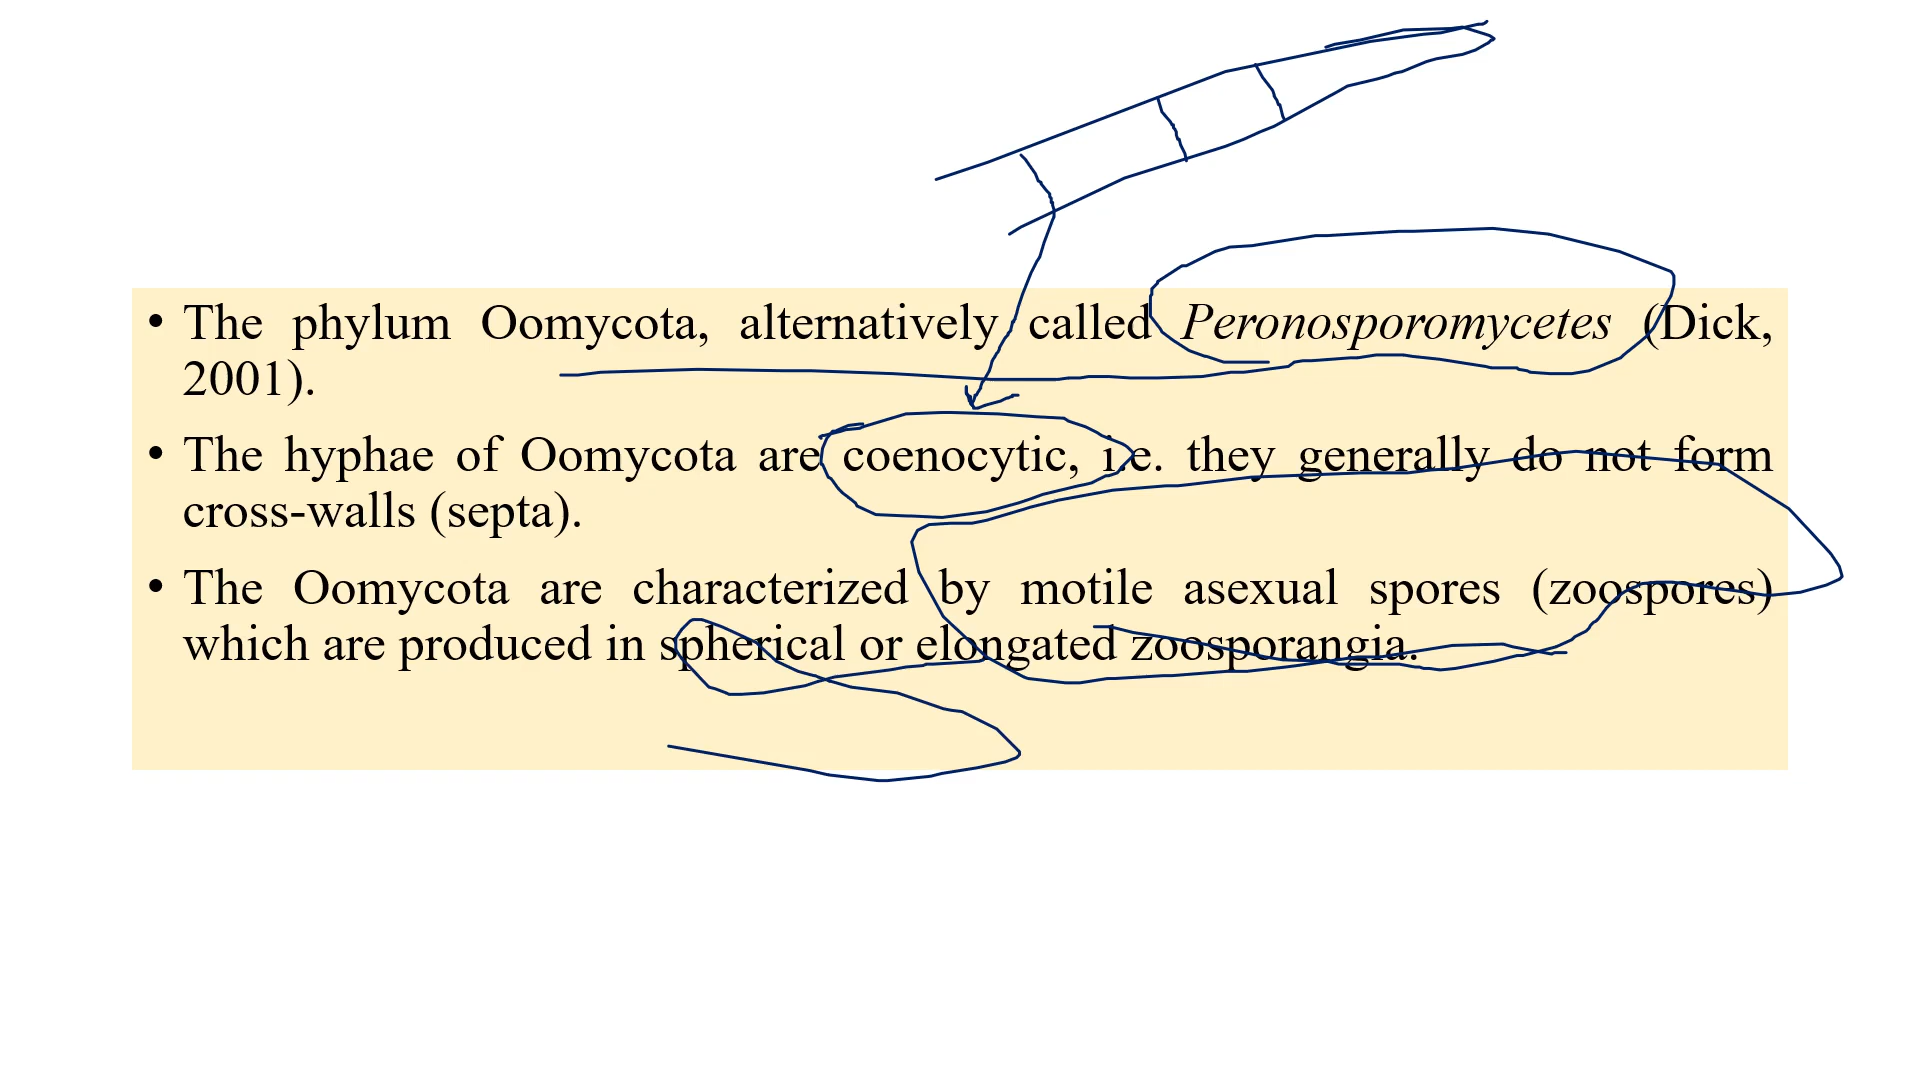 • The phylum Oomycota, alternatively called Peronosporomycetes (Dick,
2001).
• The hyphae of Oomycota are coenocytic, i.e. they generally do not form
cross-walls (septa).
• The Oomycota are characterized by motile asexual spores (zoospores)
which are produced in spherical or elongated zoosporangia.